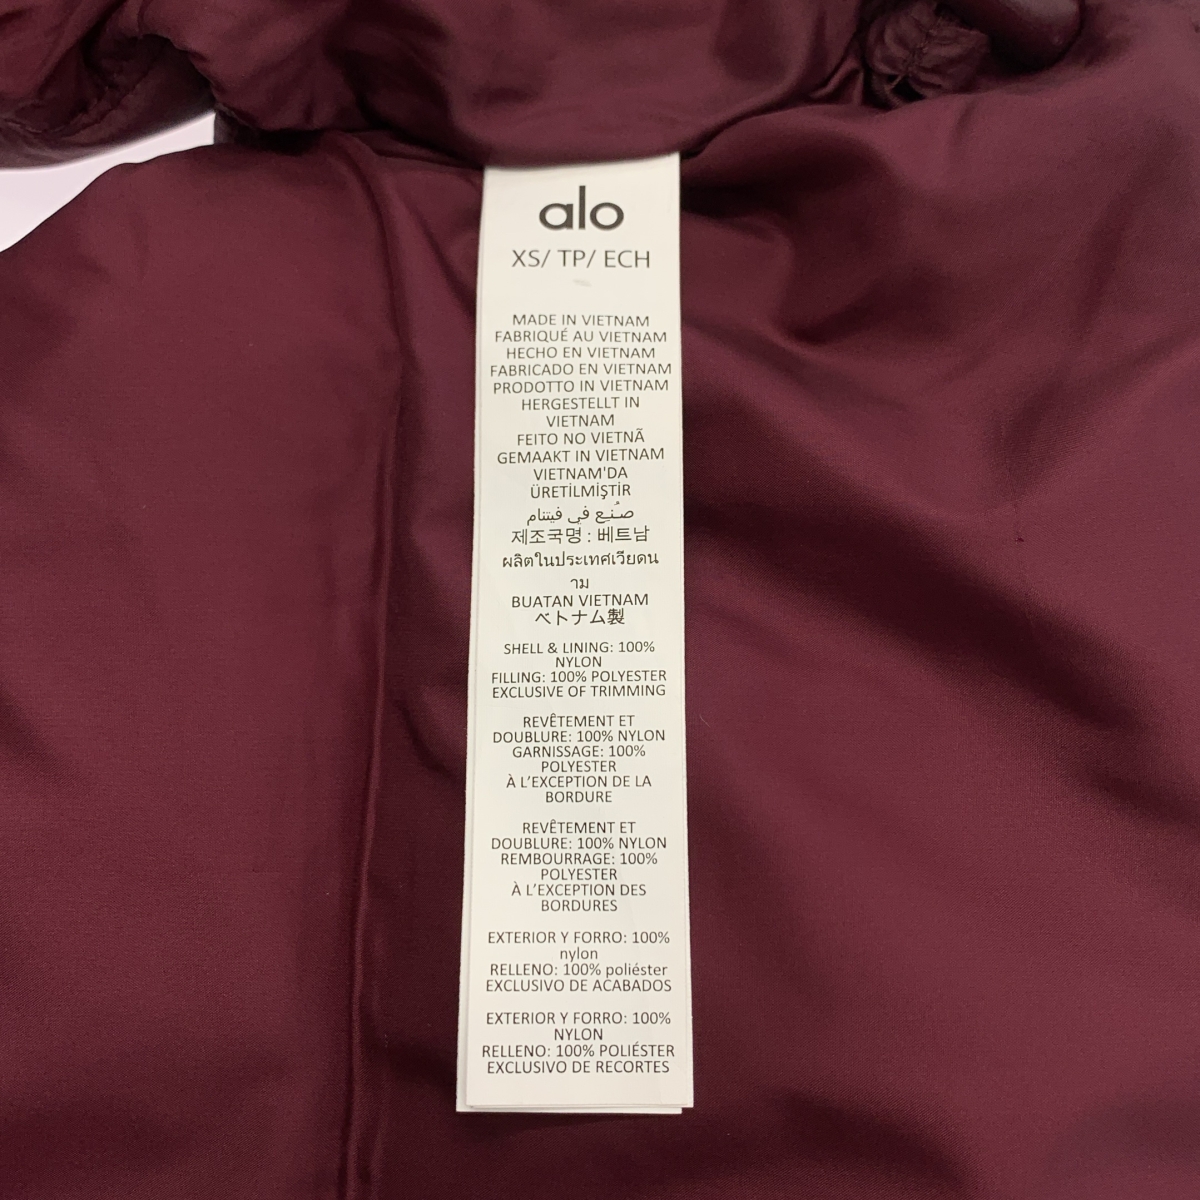 alo
XS/ TP/ ECH
MADE IN VIETNAM
FABRIQUÉ AU VIETNAM
HECHO EN VIETNAM
FABRICADO EN VIETNAM
PRODOTTO IN VIETNAM
HERGESTELLT IN
VIETNAM
FEITO NO VIETNÃ
GEMAAKT IN VIETNAM
VIETNAM'DA
ÜRETİLMİŞTİR
صُنِع في فيتنام
제조국명 : 베트남
ผลิตในประเทศเวียดน
าม
BUATAN VIETNAM
ベトナム製
SHELL & LINING: 100%
NYLON
FILLING: 100% POLYESTER
EXCLUSIVE OF TRIMMING
REVÊTEMENT ET
DOUBLURE: 100% NYLON
GARNISSAGE: 100%
POLYESTER
À L'EXCEPTION DE LA
BORDURE
REVÊTEMENT ET
DOUBLURE: 100% NYLON
REMBOURRAGE: 100%
POLYESTER
À L'EXCEPTION DES
BORDURES
EXTERIOR Y FORRO: 100%
nylon
RELLENO: 100% poliéster
EXCLUSIVO DE ACABADOS
EXTERIOR Y FORRO: 100%
NYLON
RELLENO: 100% POLIÉSTER
EXCLUSIVO DE RECORTES